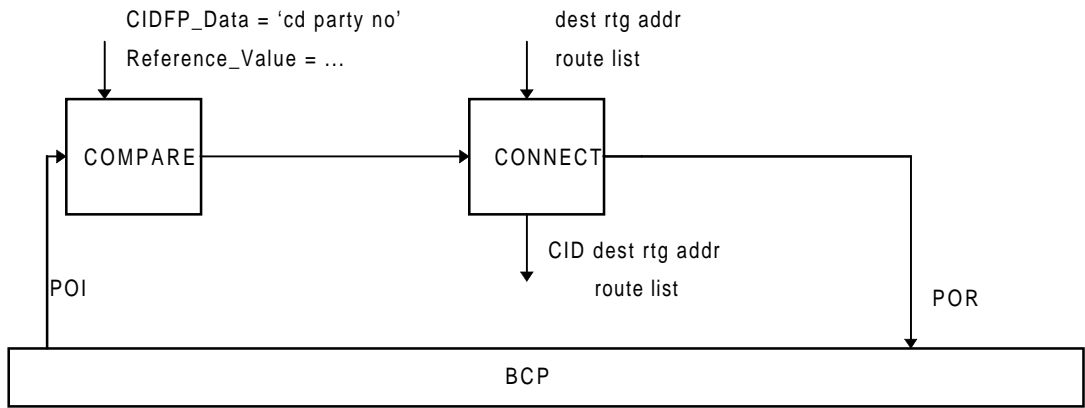 CIDFP_Data = ‘cd party no’
Reference_Value = ...
dest rtg addr
route list
COMPARE
CONNECT
CID dest rtg addr
route list
POI
POR
BCP